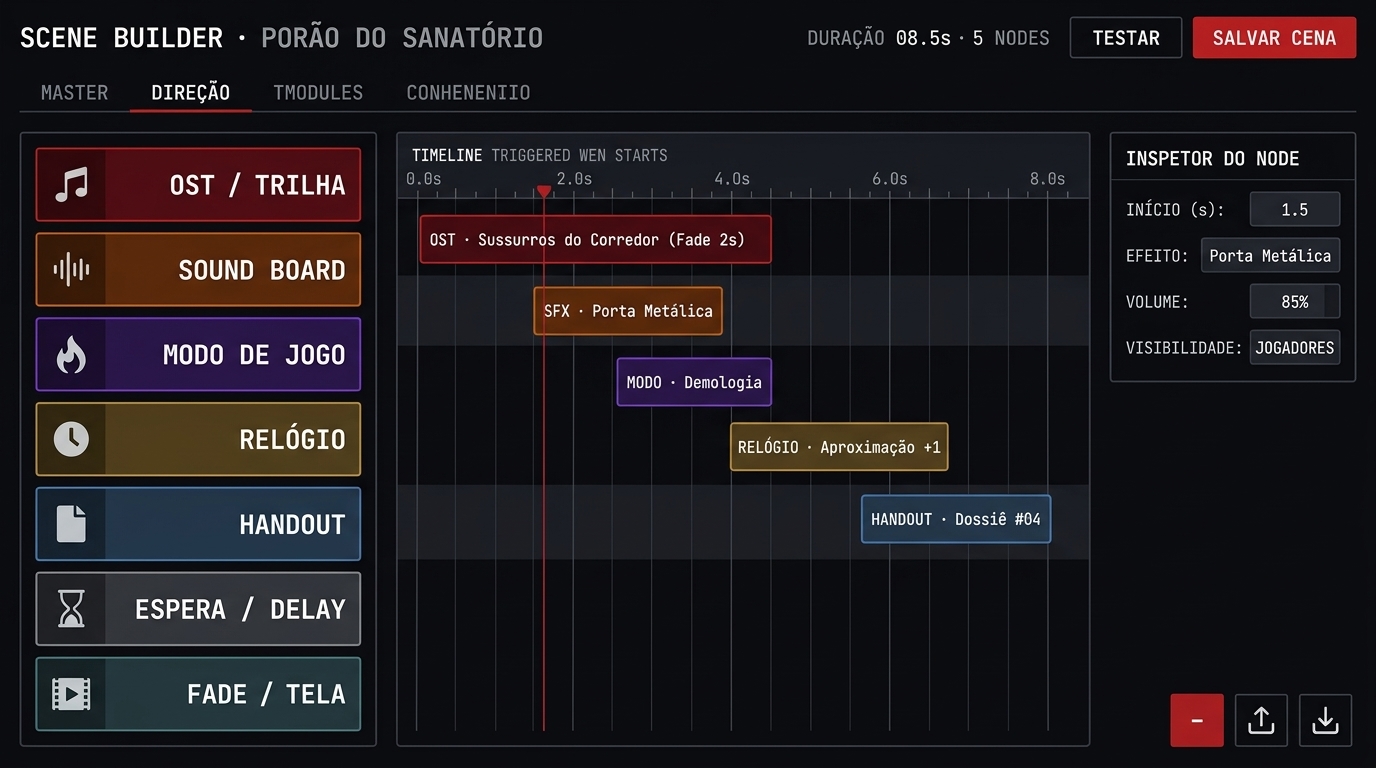 SCENE BUILDER · PORÃO DO SANATÓRIO
DURAÇÃO 08.5s · 5 NODES
TESTAR
SALVAR CENA
MASTER
DIREÇÃO
TMODULES
CONHENENIIO
OST / TRILHA
SOUND BOARD
MODO DE JOGO
RELÓGIO
HANDOUT
ESPERA / DELAY
FADE / TELA
TIMELINE TRIGGERED WEN STARTS
0.0s 2.0s 4.0s 6.0s 8.0s
OST · Sussurros do Corredor (Fade 2s)
SFX · Porta Metálica
MODO · Demologia
RELÓGIO · Aproximação +1
HANDOUT · Dossiê #04
INSPETOR DO NODE
INÍCIO (s): 1.5
EFEITO: Porta Metálica
VOLUME: 85%
VISIBILIDADE: JOGADORES